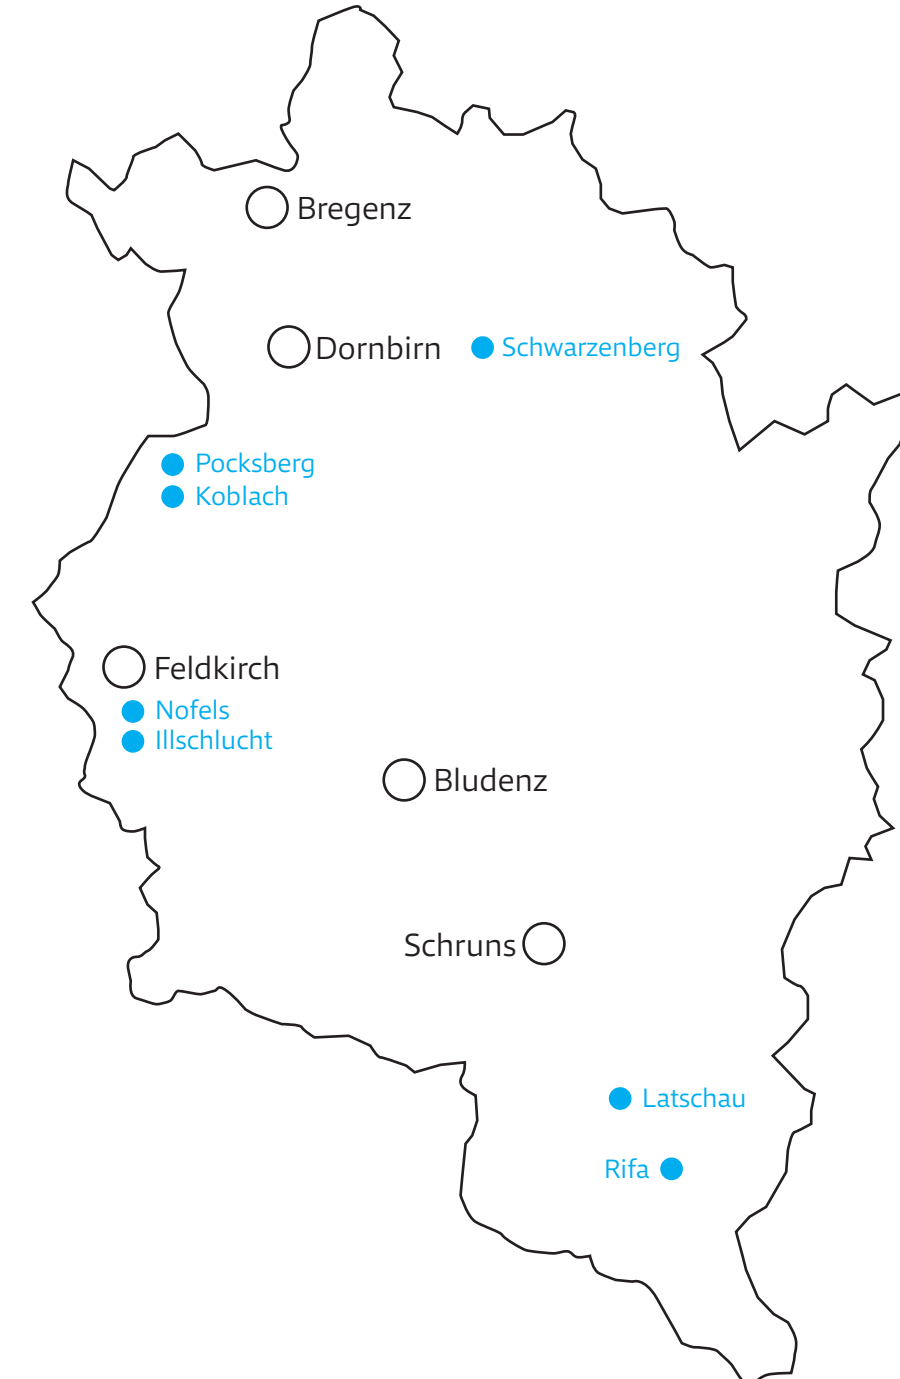 Bregenz
Dornbirn
Schwarzenberg
Pocksberg
Koblach
Feldkirch
Nofels
Illschlucht
Bludenz
Schruns
Latschau
Rifa